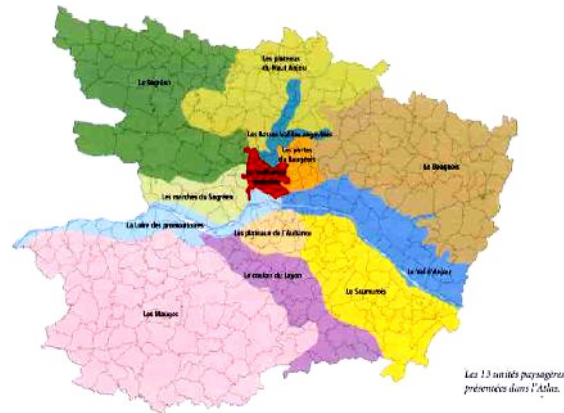 Les plateaux
du Haut Anjou
Le Segréen
Les Basses Vallées angevines
Les portes
du Baugeois
Le Baugeois
Les marches du Segréen
La Loire des promontoires
Les plateaux de l'Aubance
Le Val d'Anjou
Le couloir du Layon
Le Saumurois
Les Mauges
Les 13 unités paysagères
présentées dans l'Atlas.